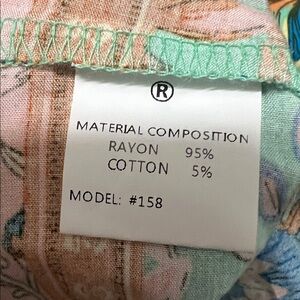 ®
MATERIAL COMPOSITION
RAYON 95%
COTTON 5%
MODEL: #158